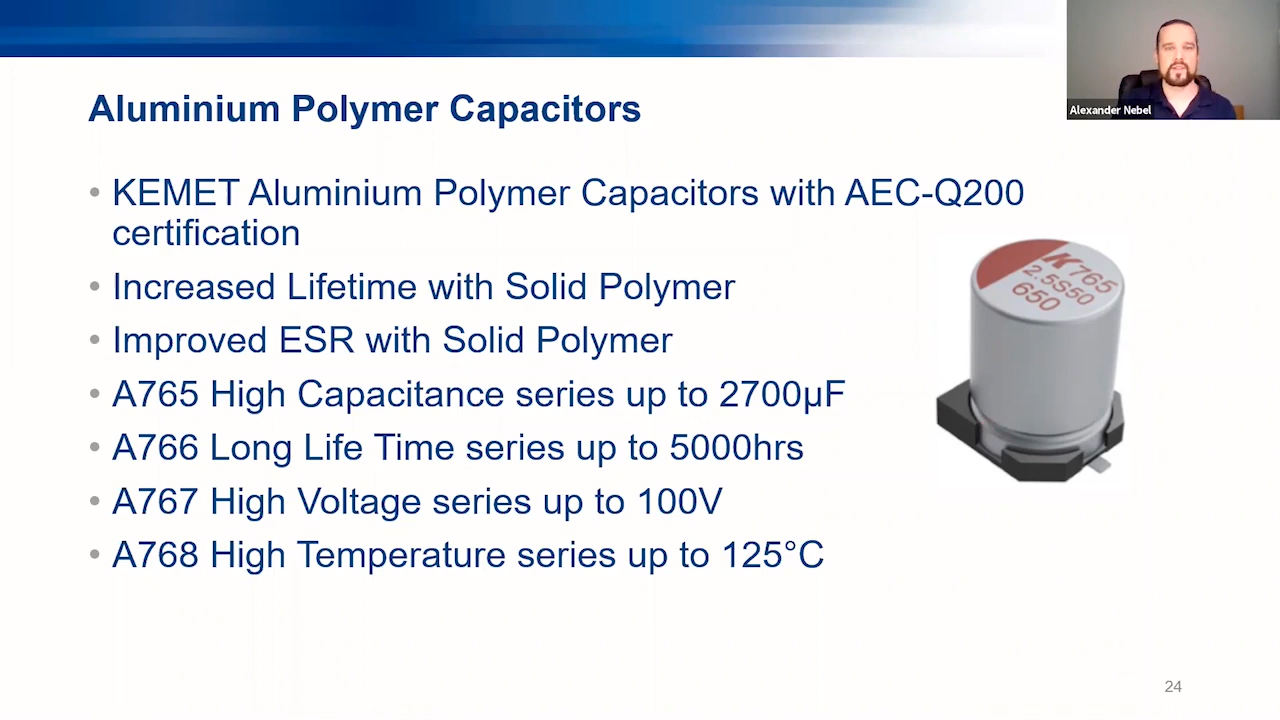 Alexander Nebel
Aluminium Polymer Capacitors
• KEMET Aluminium Polymer Capacitors with AEC-Q200
certification
• Increased Lifetime with Solid Polymer
• Improved ESR with Solid Polymer
• A765 High Capacitance series up to 2700µF
• A766 Long Life Time series up to 5000hrs
• A767 High Voltage series up to 100V
• A768 High Temperature series up to 125°C
K765
2.5S50
650
24